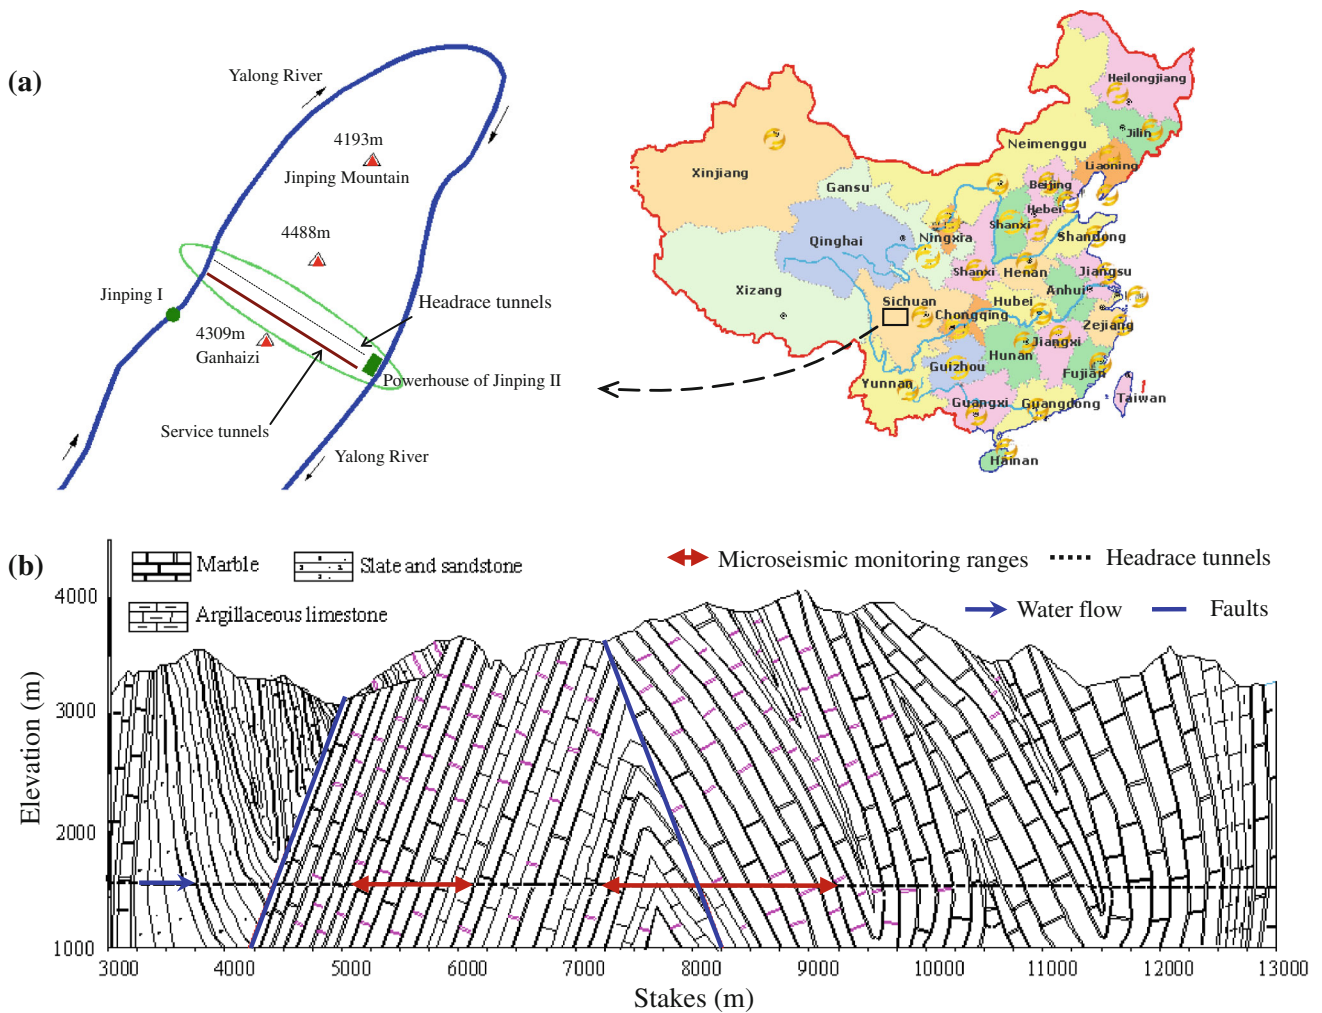 (a)
Yalong River
4193m
Jinping Mountain
4488m
Jinping I
Headrace tunnels
4309m
Ganhaizi
Powerhouse of Jinping II
Service tunnels
Yalong River
Heilongjiang
Jilin
Liaoning
Neimenggu
Xinjiang
Gansu
Beijing
Hebei
Shanxi
Shandong
Qinghai
Ningxia
Shanxi
Henan
Jiangsu
Anhui
Xizang
Sichuan
Hubei
Chongqing
Zejiang
Jiangxi
Hunan
Guizhou
Fujian
Yunnan
Guangxi
Guangdong
Taiwan
Hainan
(b)
Marble
Slate and sandstone
Microseismic monitoring ranges
Headrace tunnels
Argillaceous limestone
Water flow
Faults
Elevation (m)
4000
3000
2000
1000
3000 4000 5000 6000 7000 8000 9000 10000 11000 12000 13000
Stakes (m)